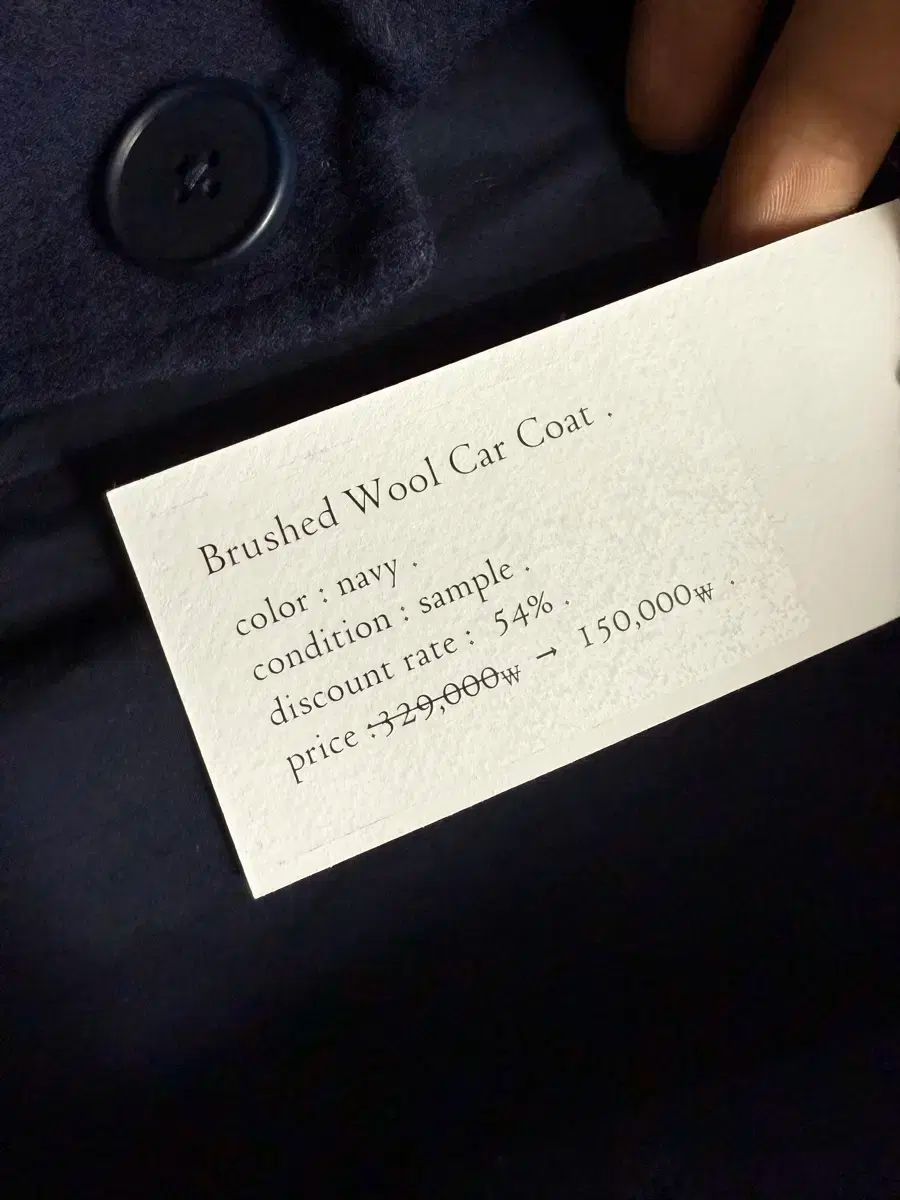 Brushed Wool Car Coat .
color : navy .
condition : sample .
discount rate : 54% .
price : 329,000₩ → 150,000₩ .